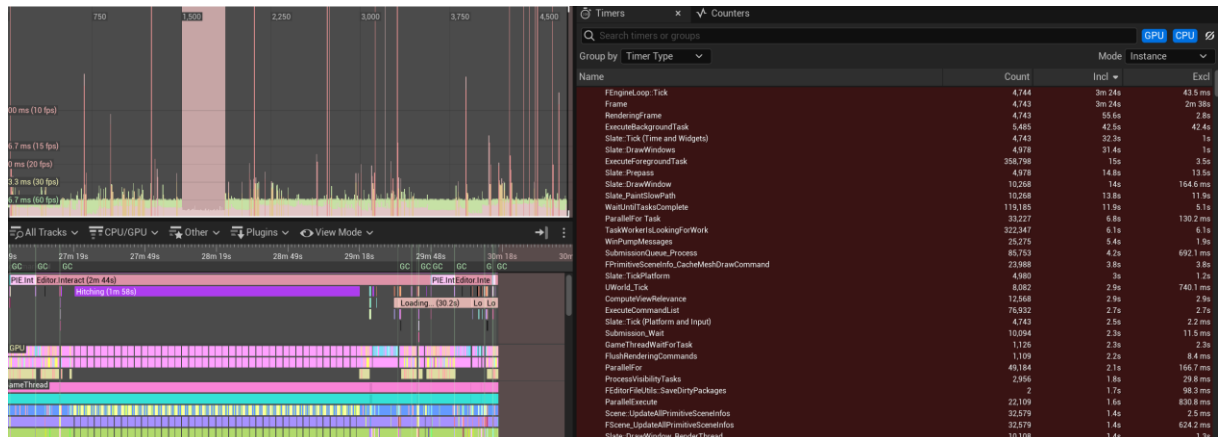 750 1,500 2,250 3,000 3,750 4,500
00 ms (10 fps)
6.7 ms (15 fps)
0 ms (20 fps)
3.3 ms (30 fps)
6.7 ms (60 fps)
All Tracks CPU/GPU Other Plugins View Mode
9s 27m 19s 27m 49s 28m 19s 28m 49s 29m 18s 29m 48s 30m 18s 30m
GC GC GC GC GC GC G GC
PIE.Int Editor.Interact (2m 44s) PIE.Int Editor.Inte
Hitching (1m 58s)
Loading... (30.2s) Lo Lo
GPU
ameThread
Timers × Counters
Search timers or groups GPU CPU
Group by Timer Type Mode Instance
Name Count Incl Excl
FEngineLoop::Tick 4,744 3m 24s 43.5 ms
Frame 4,743 3m 24s 2m 38s
RenderingFrame 4,743 55.6s 2.8s
ExecuteBackgroundTask 5,485 42.5s 42.4s
Slate::Tick (Time and Widgets) 4,743 32.3s 1s
Slate::DrawWindows 4,978 31.4s 1s
ExecuteForegroundTask 358,798 15s 3.5s
Slate::Prepass 4,978 14.8s 13.5s
Slate::DrawWindow 10,268 14s 164.6 ms
Slate_PaintSlowPath 10,268 13.8s 11.9s
WaitUntilTasksComplete 119,185 11.9s 5.1s
ParallelFor Task 33,227 6.8s 130.2 ms
TaskWorkerIsLookingForWork 322,347 6.1s 6.1s
WinPumpMessages 25,275 5.4s 1.9s
SubmissionQueue_Process 85,753 4.2s 692.1 ms
FPrimitiveSceneInfo_CacheMeshDrawCommand 23,988 3.8s 3.8s
Slate::TickPlatform 4,980 3s 1.2s
UWorld_Tick 8,082 2.9s 740.1 ms
ComputeViewRelevance 12,568 2.9s 2.9s
ExecuteCommandList 76,932 2.7s 2.7s
Slate::Tick (Platform and Input) 4,743 2.5s 2.2 ms
Submission_Wait 10,094 2.3s 11.5 ms
GameThreadWaitForTask 1,126 2.3s 2.3s
FlushRenderingCommands 1,109 2.2s 8.4 ms
ParallelFor 49,184 2.1s 166.7 ms
ProcessVisibilityTasks 2,956 1.8s 29.8 ms
FEditorFileUtils::SaveDirtyPackages 2 1.7s 98.3 ms
ParallelExecute 22,109 1.6s 830.8 ms
Scene::UpdateAllPrimitiveSceneInfos 32,579 1.4s 2.5 ms
FScene_UpdateAllPrimitiveSceneInfos 32,579 1.4s 624.2 ms
Slate::DrawWindow_RenderThread 10,108 1.4s 1.3s